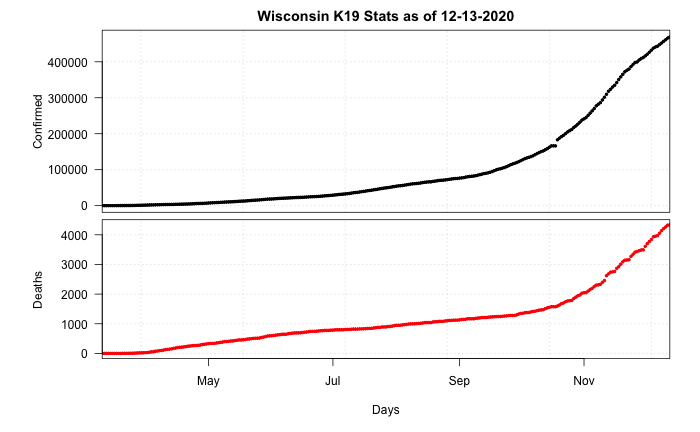 Wisconsin K19 Stats as of 12-13-2020
Confirmed
400000
300000
200000
100000
0
Deaths
4000
3000
2000
1000
0
May Jul Sep Nov
Days